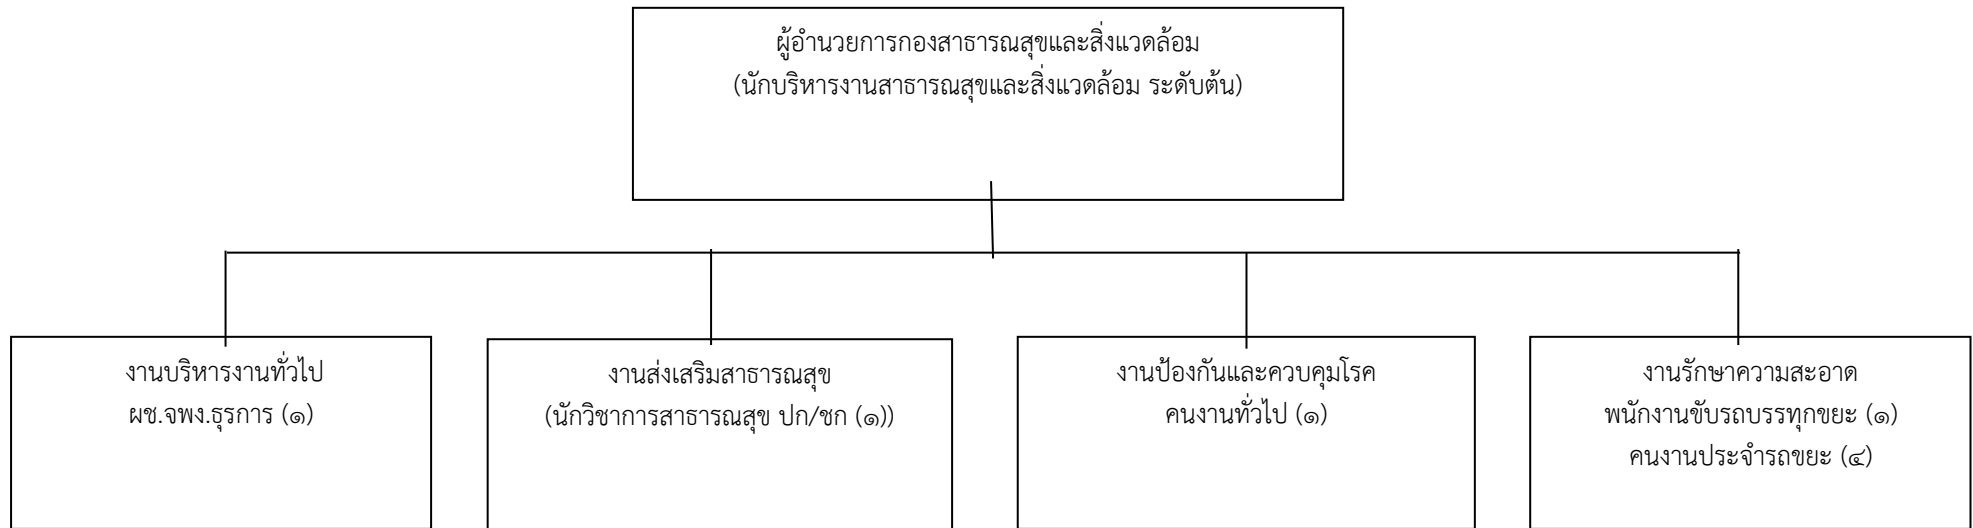 ผู้อำนวยการกองสาธารณสุขและสิ่งแวดล้อม
(นักบริหารงานสาธารณสุขและสิ่งแวดล้อม ระดับต้น)
งานบริหารงานทั่วไป
ผช.จพง.ธุรการ (๑)
งานส่งเสริมสาธารณสุข
(นักวิชาการสาธารณสุข ปก/ชก (๑))
งานป้องกันและควบคุมโรค
คนงานทั่วไป (๑)
งานรักษาความสะอาด
พนักงานขับรถบรรทุกขยะ (๑)
คนงานประจำรถขยะ (๔)